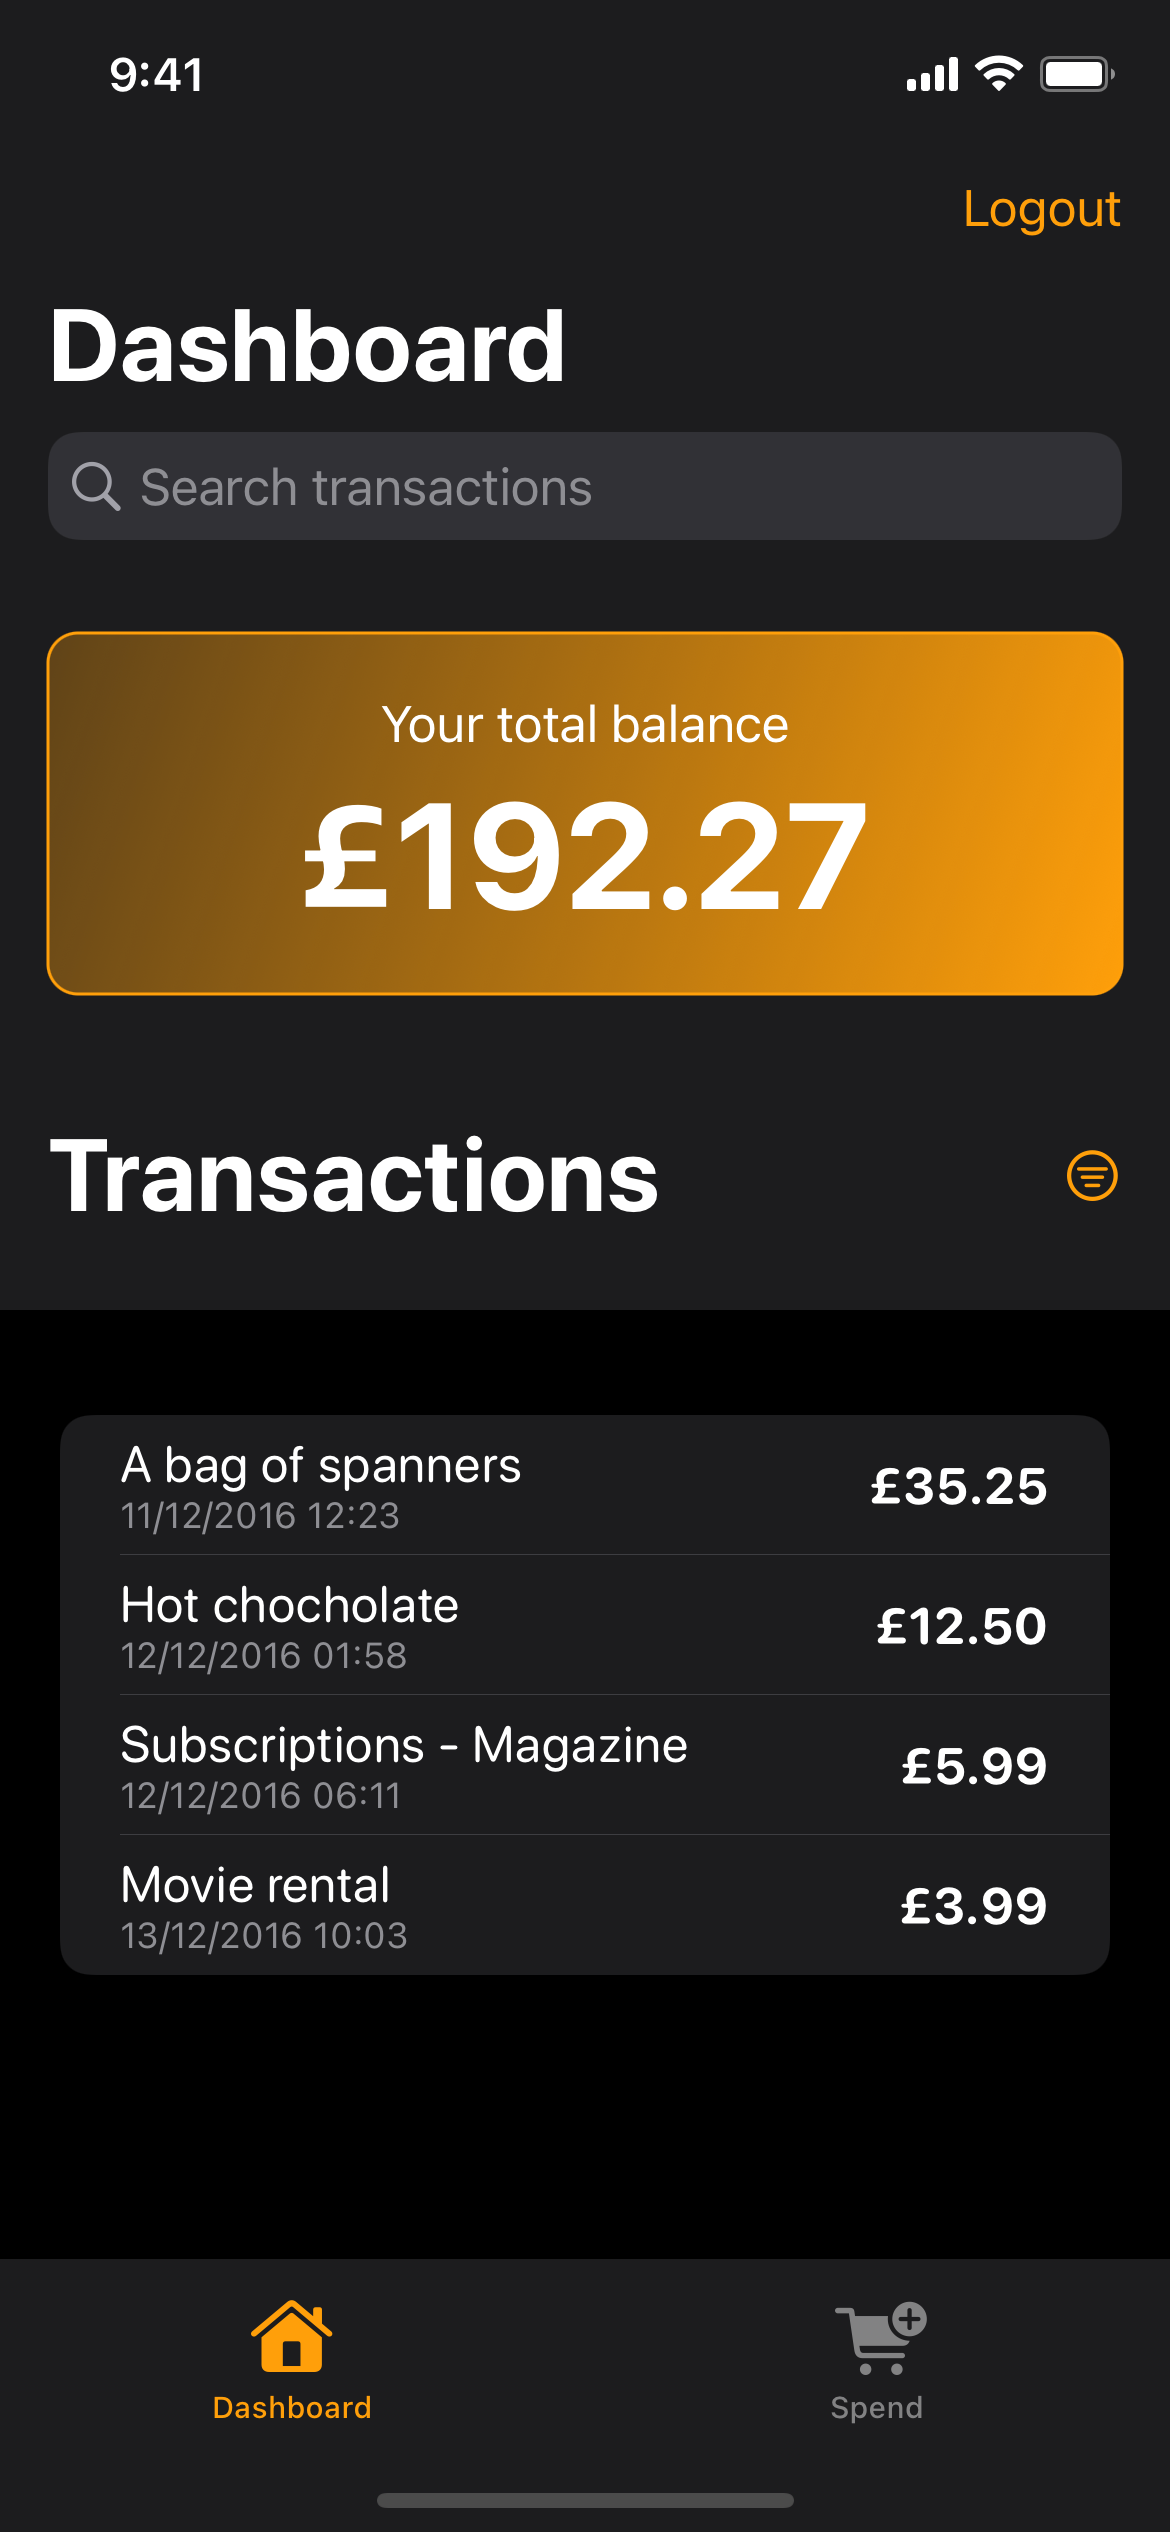 9:41
Logout
Dashboard
Search transactions
Your total balance
£192.27
Transactions
A bag of spanners
£35.25
11/12/2016 12:23
Hot chocholate
£12.50
12/12/2016 01:58
Subscriptions - Magazine
£5.99
12/12/2016 06:11
Movie rental
£3.99
13/12/2016 10:03
Dashboard
Spend